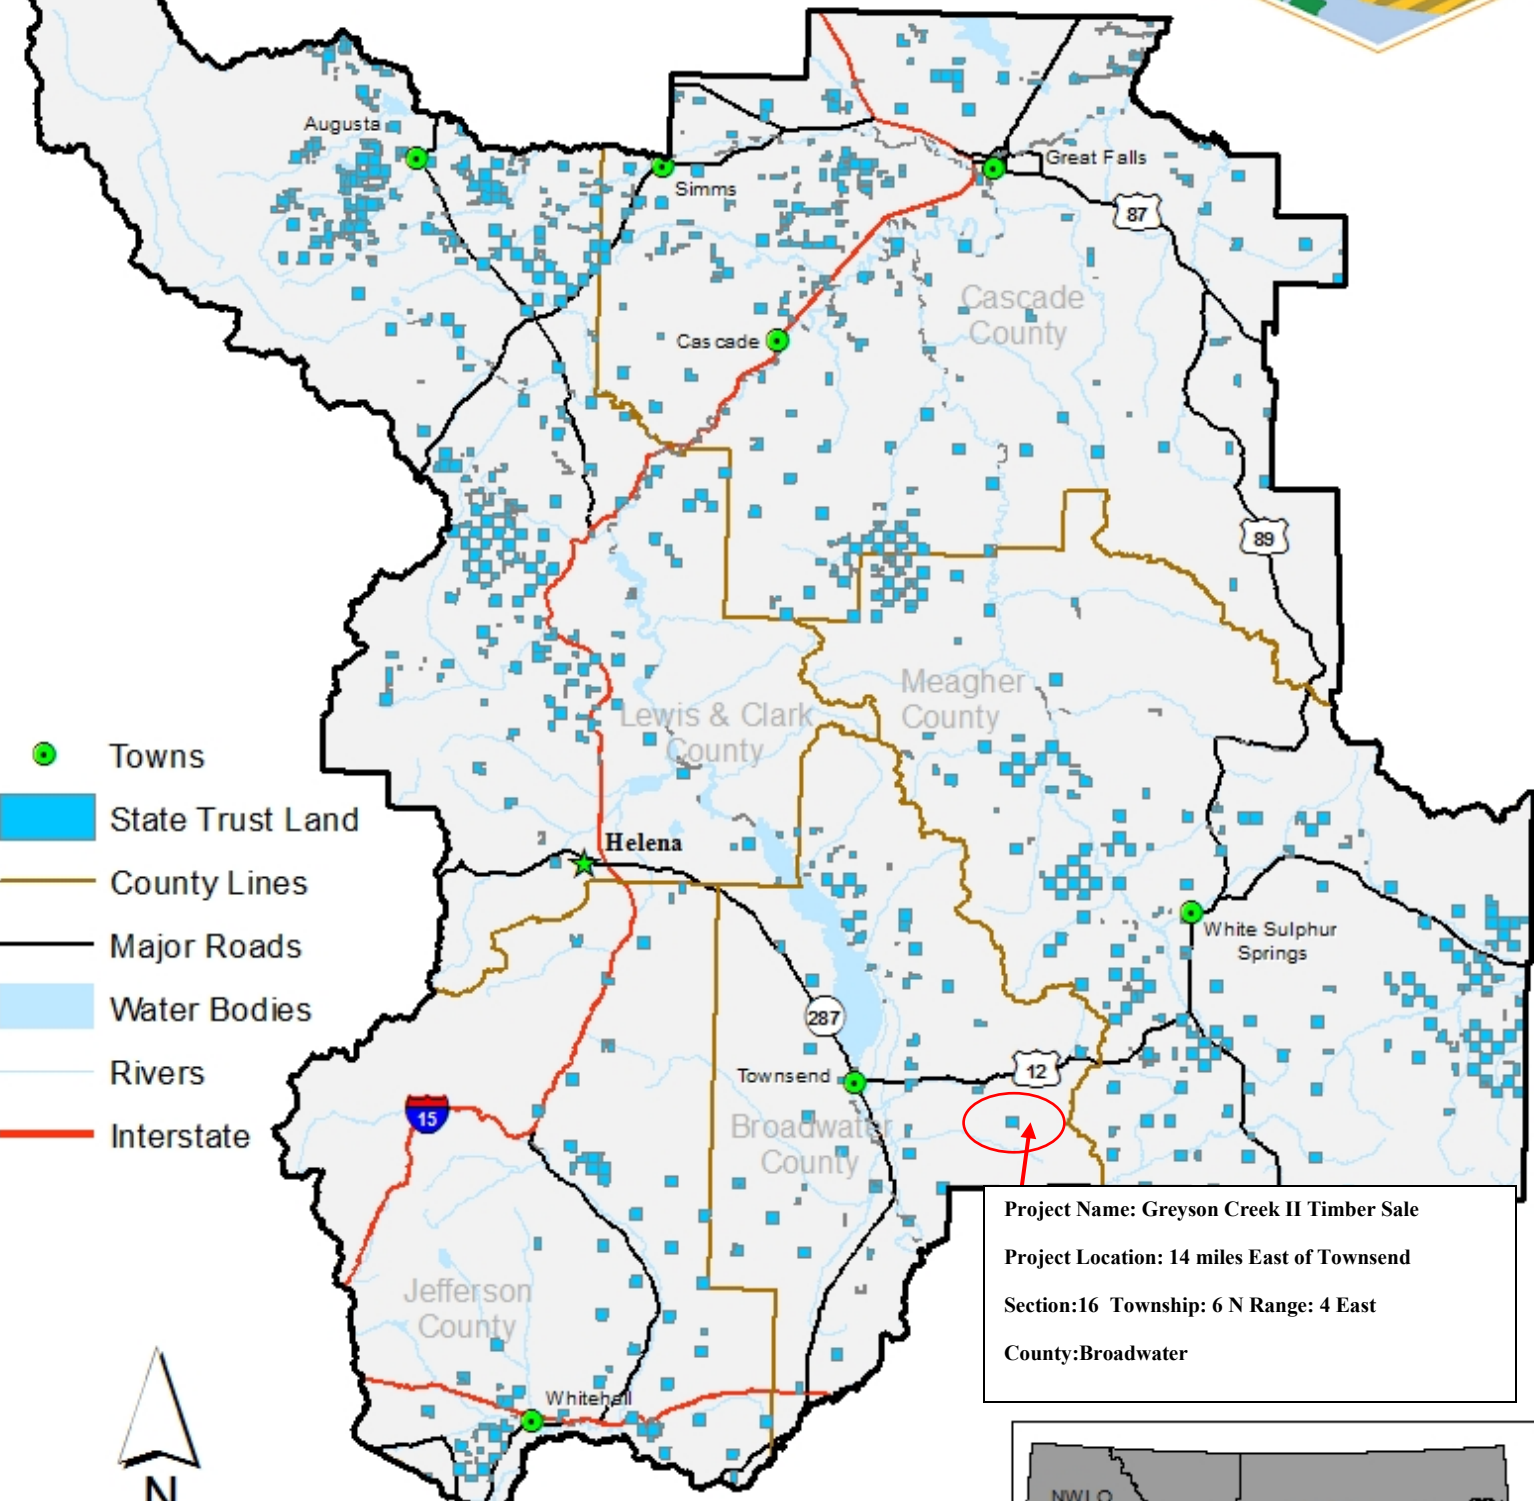 Augusta
Simms
Great Falls
87
Cascade
County
Cascade
89
Meagher
County
Lewis & Clark
County
Towns
State Trust Land
County Lines
Major Roads
Water Bodies
Rivers
Interstate
Helena
White Sulphur
Springs
287
Townsend
12
15
Broadwater
County
Project Name: Greyson Creek II Timber Sale
Project Location: 14 miles East of Townsend
Section:16 Township: 6 N Range: 4 East
County:Broadwater
Jefferson
County
Whitehall
N
NWLO